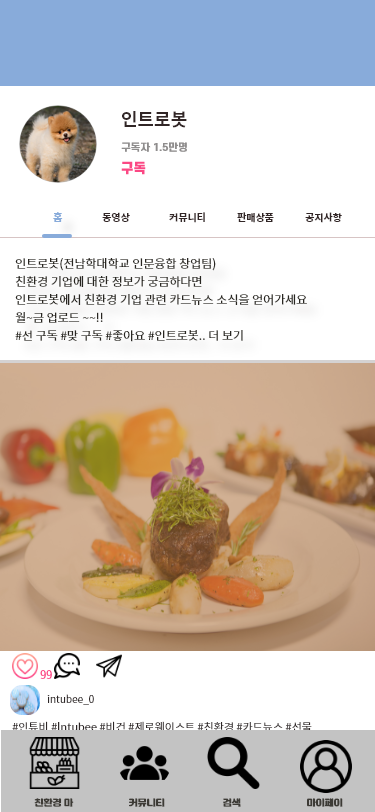 인트로봇
구독자 1.5만명
구독
홈 동영상 커뮤니티 판매상품 공지사항
인트로봇(전남학대학교 인문융합 창업팀)
친환경 기업에 대한 정보가 궁금하다면
인트로봇에서 친환경 기업 관련 카드뉴스 소식을 얻어가세요
월~금 업로드 ~~!!
#선 구독 #맞 구독 #좋아요 #인트로봇.. 더 보기
99
intubee_0
#인튜비 #Intubee #비건 #제로웨이스트 #친환경 #카드뉴스 #선물
친환경 마 커뮤니티 검색 마이페이